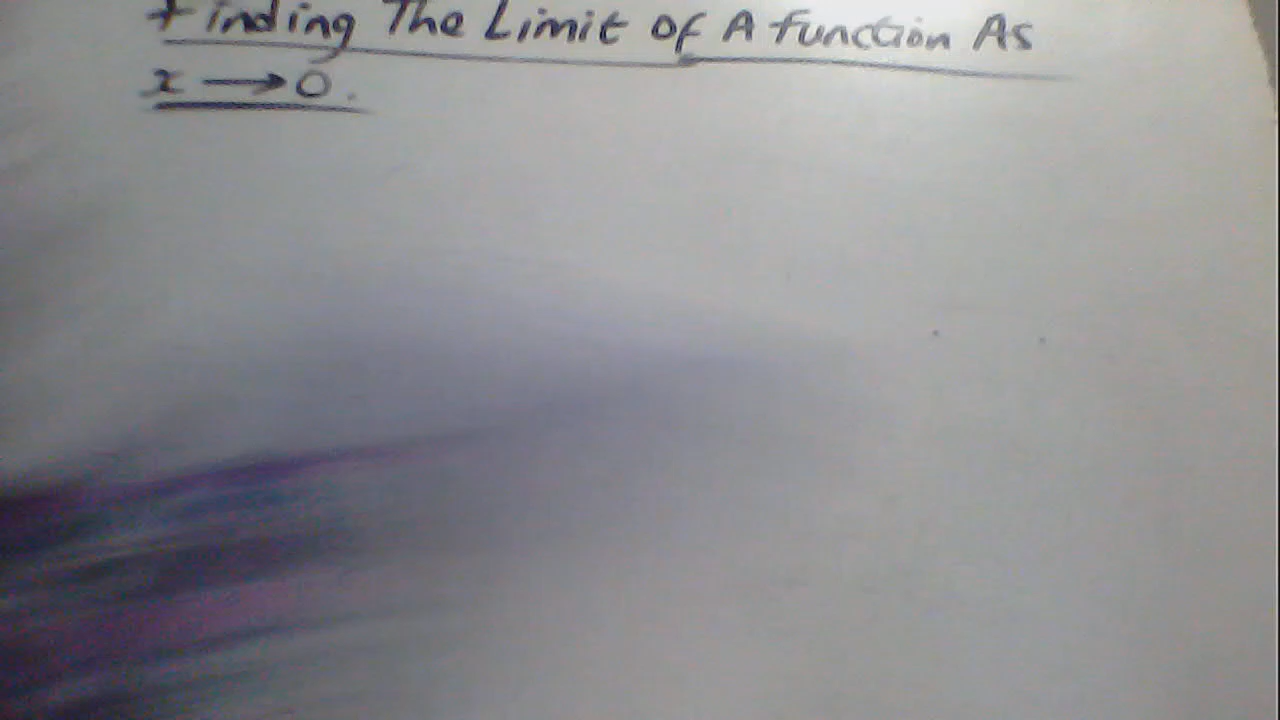 Finding The Limit Of A function As
x → 0.